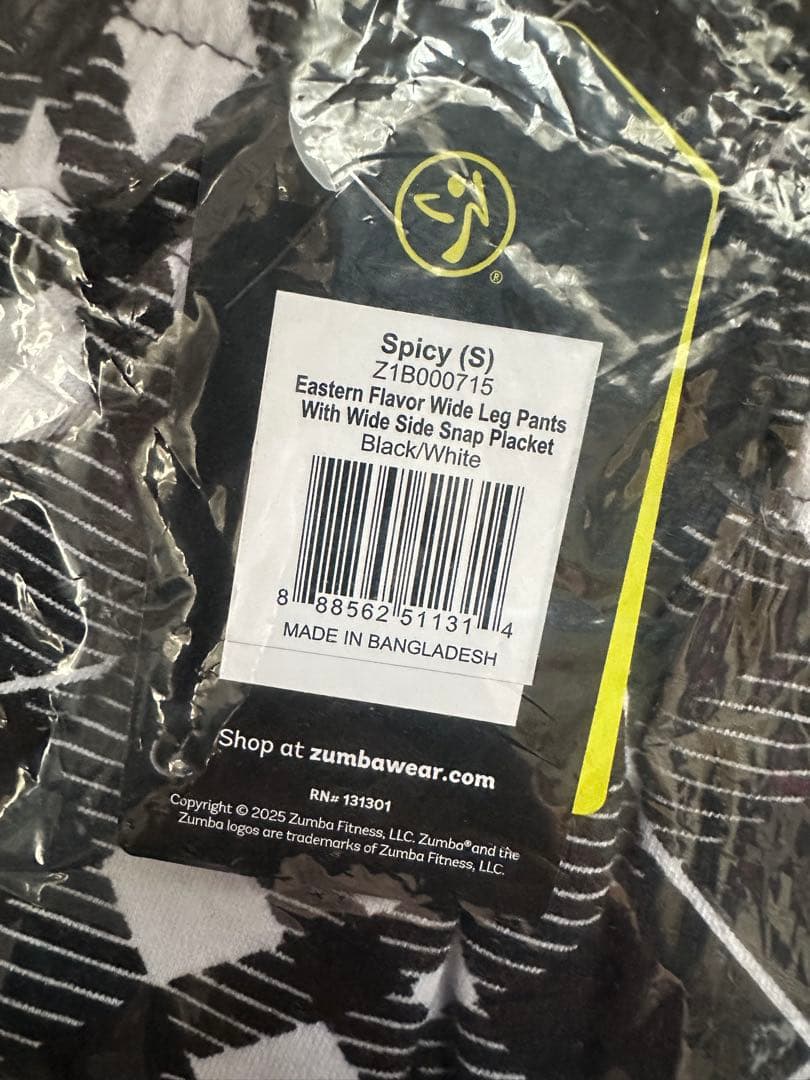 ®
Spicy (S)
Z1B000715
Eastern Flavor Wide Leg Pants
With Wide Side Snap Placket
Black/White
8 88562 51131 4
MADE IN BANGLADESH
Shop at zumbawear.com
RN# 131301
Copyright © 2025 Zumba Fitness, LLC. Zumba® and the
Zumba logos are trademarks of Zumba Fitness, LLC.